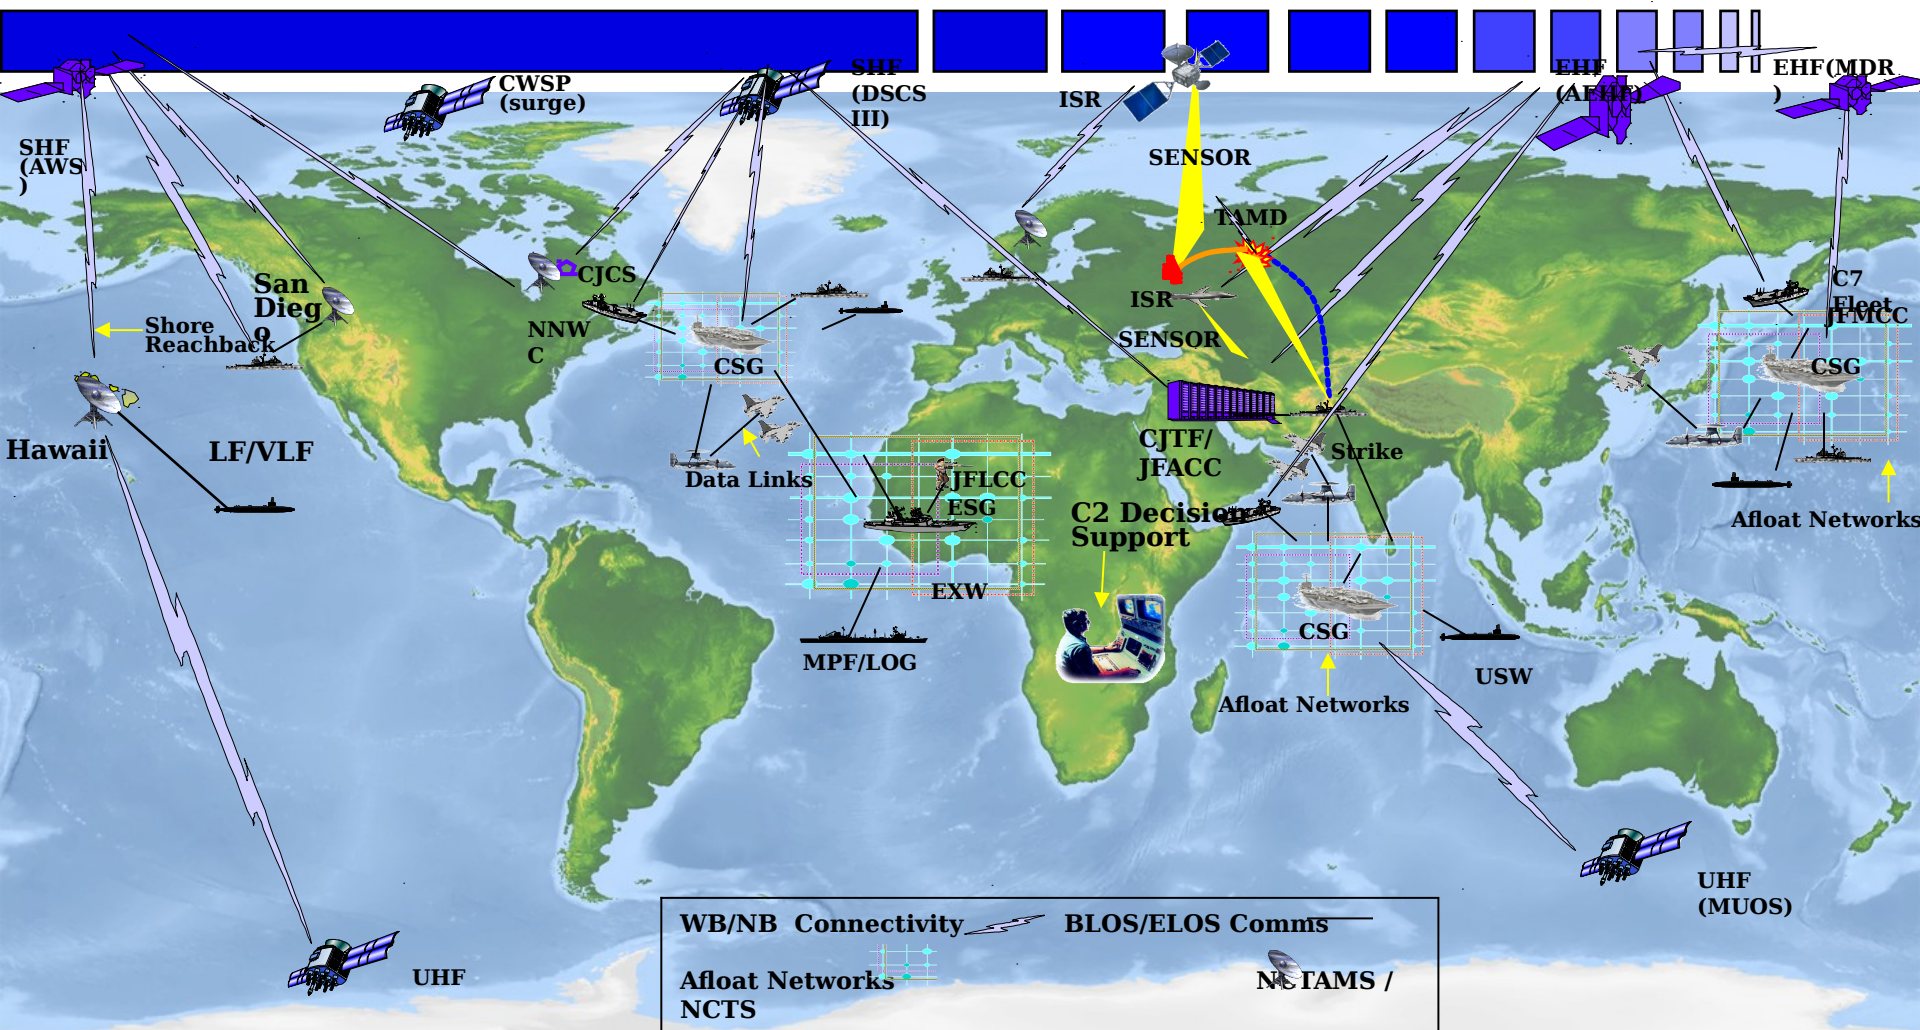 CWSP
(surge)
SHF
(DSCS
III)
ISR
EHF
(AEHF)
EHF(MDR
)
SHF
(AWS
)
SENSOR
TAMD
CJCS
San
Dieg
o
Shore
Reachback
NNW
C
ISR
SENSOR
C7
Fleet
JFMCC
CSG
CSG
Hawaii
LF/VLF
Data Links
JFLCC
ESG
CJTF/
JFACC
Strike
C2 Decision
Support
Afloat Networks
EXW
MPF/LOG
CSG
USW
Afloat Networks
UHF
(MUOS)
UHF
WB/NB Connectivity
BLOS/ELOS Comms
Afloat Networks
NCTAMS /
NCTS